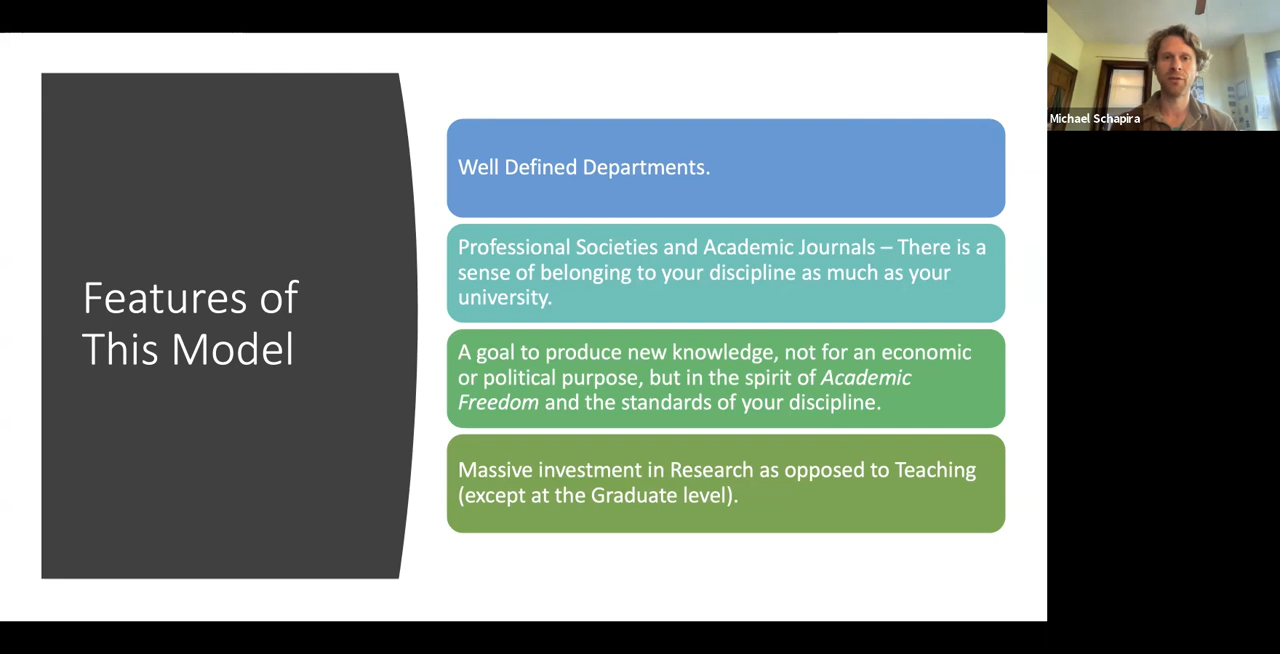 Features of
This Model
Well Defined Departments.
Professional Societies and Academic Journals – There is a
sense of belonging to your discipline as much as your
university.
A goal to produce new knowledge, not for an economic
or political purpose, but in the spirit of Academic
Freedom and the standards of your discipline.
Massive investment in Research as opposed to Teaching
(except at the Graduate level).
Michael Schapira